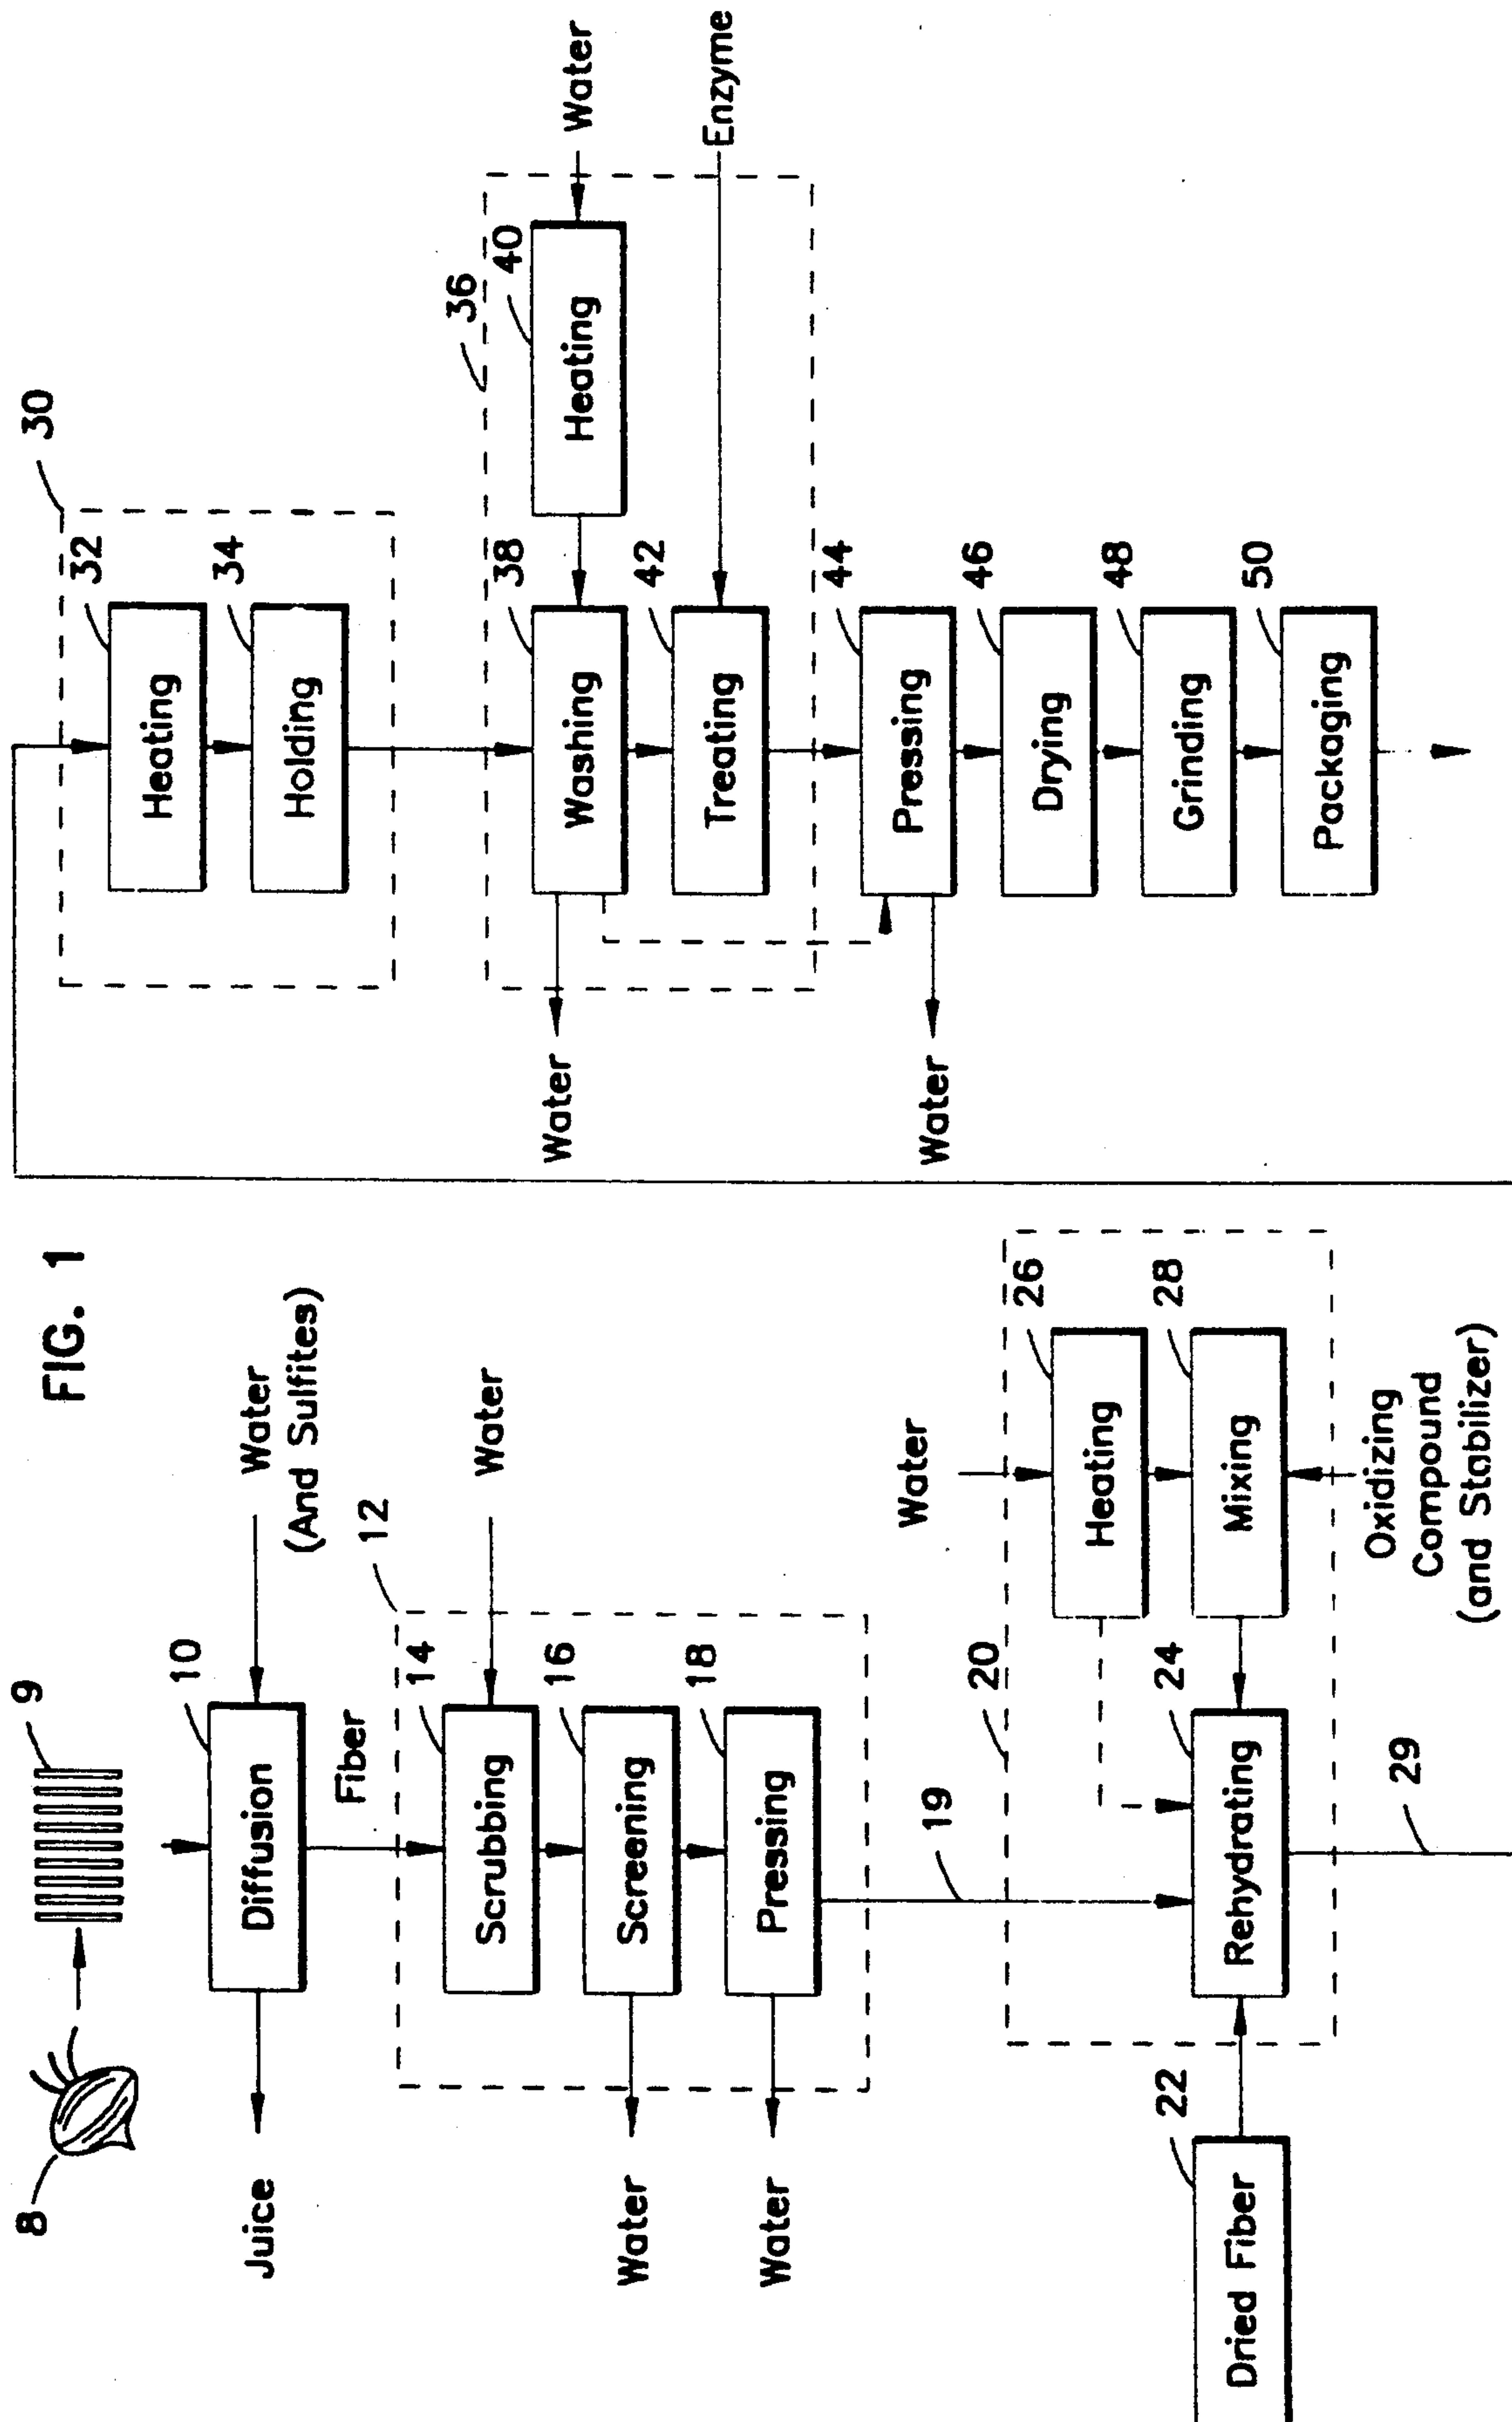 FIG. 1
8
9
10
Diffusion
Juice
Water
(And Sulfites)
Fiber
12
14
Scrubbing
Water
16
Screening
Water
18
Pressing
Water
19
20
Water
26
Heating
28
Mixing
Oxidizing
Compound
(and Stabilizer)
24
Rehydrating
22
Dried Fiber
29
30
32
Heating
34
Holding
36
38
Washing
40
Heating
Water
Water
42
Treating
Enzyme
44
Pressing
Water
46
Drying
48
Grinding
50
Packaging